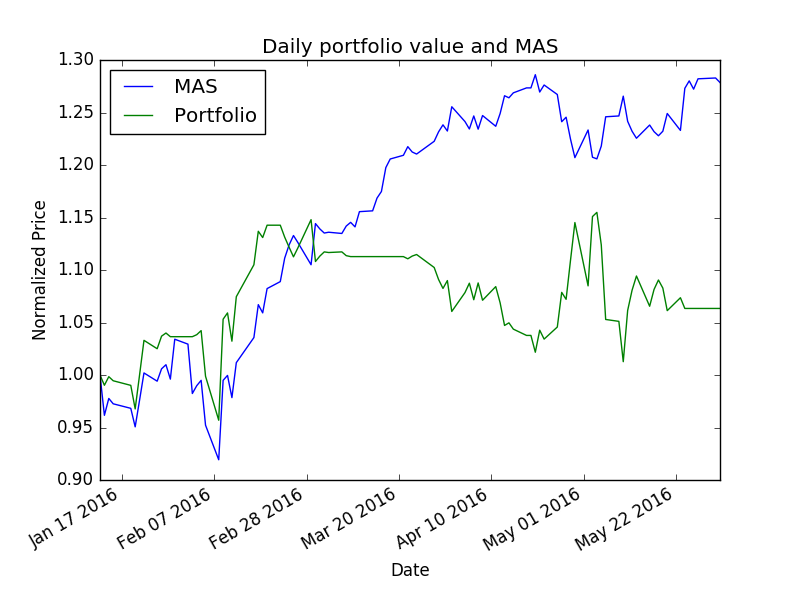 Daily portfolio value and MAS
1.30
1.25
1.20
1.15
1.10
1.05
1.00
0.95
0.90
Normalized Price
MAS
Portfolio
Jan 17 2016
Feb 07 2016
Feb 28 2016
Mar 20 2016
Apr 10 2016
May 01 2016
May 22 2016
Date